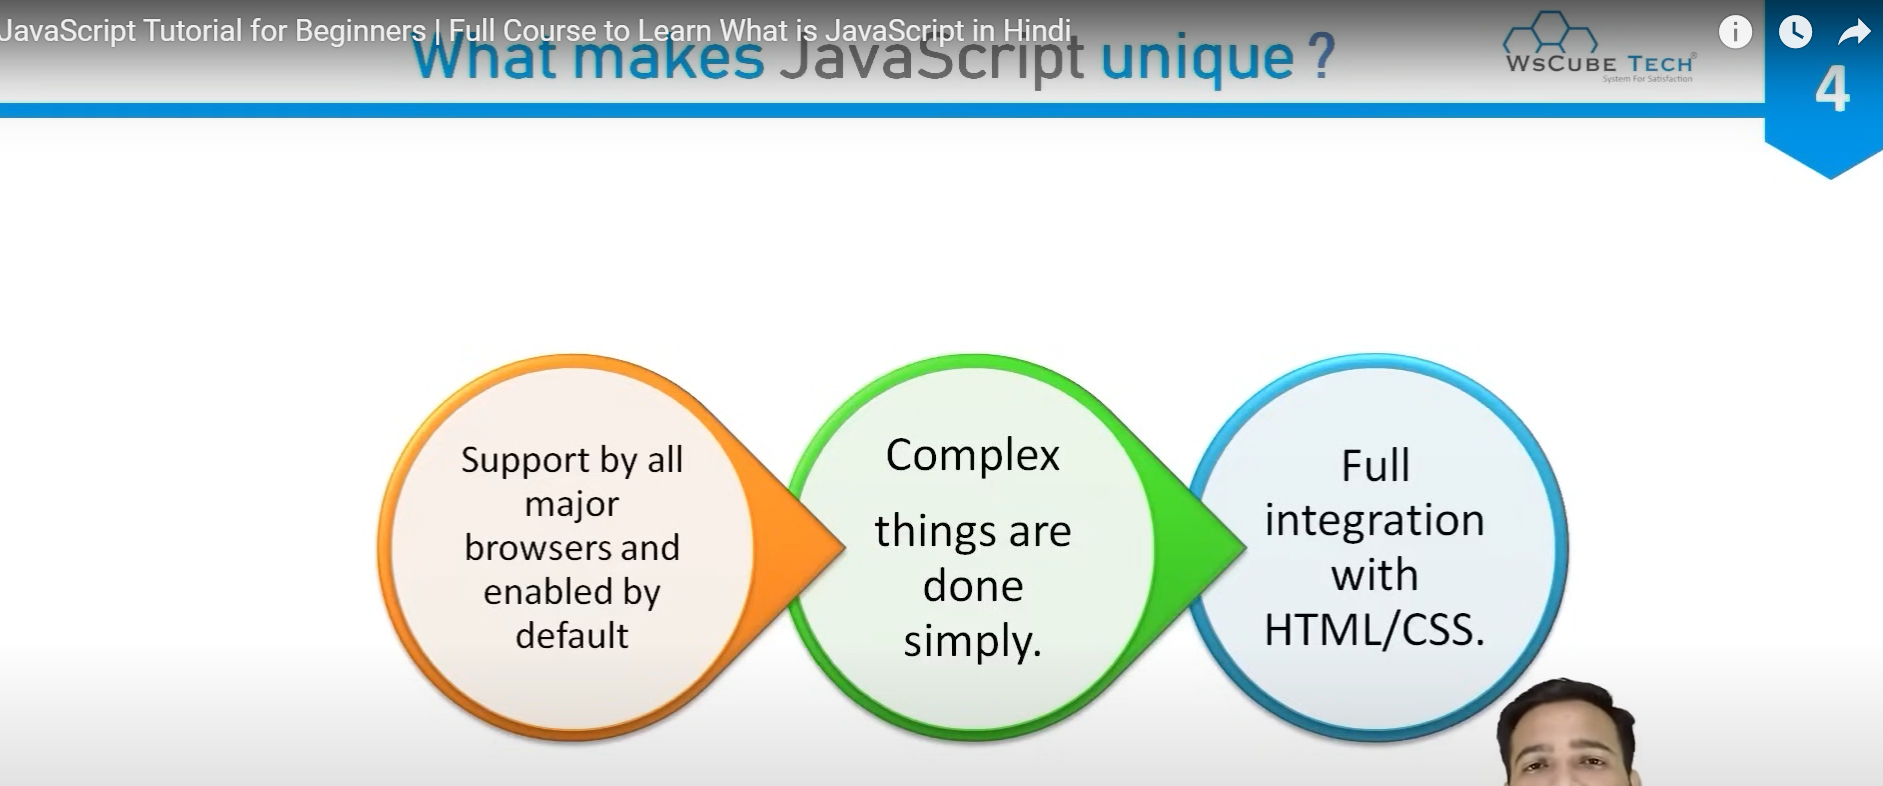 JavaScript Tutorial for Beginners | Full Course to Learn What is JavaScript in Hindi
What makes JavaScript unique ?
WsCube Tech
System For Satisfaction
4
Support by all
major
browsers and
enabled by
default
Complex
things are
done
simply.
Full
integration
with
HTML/CSS.